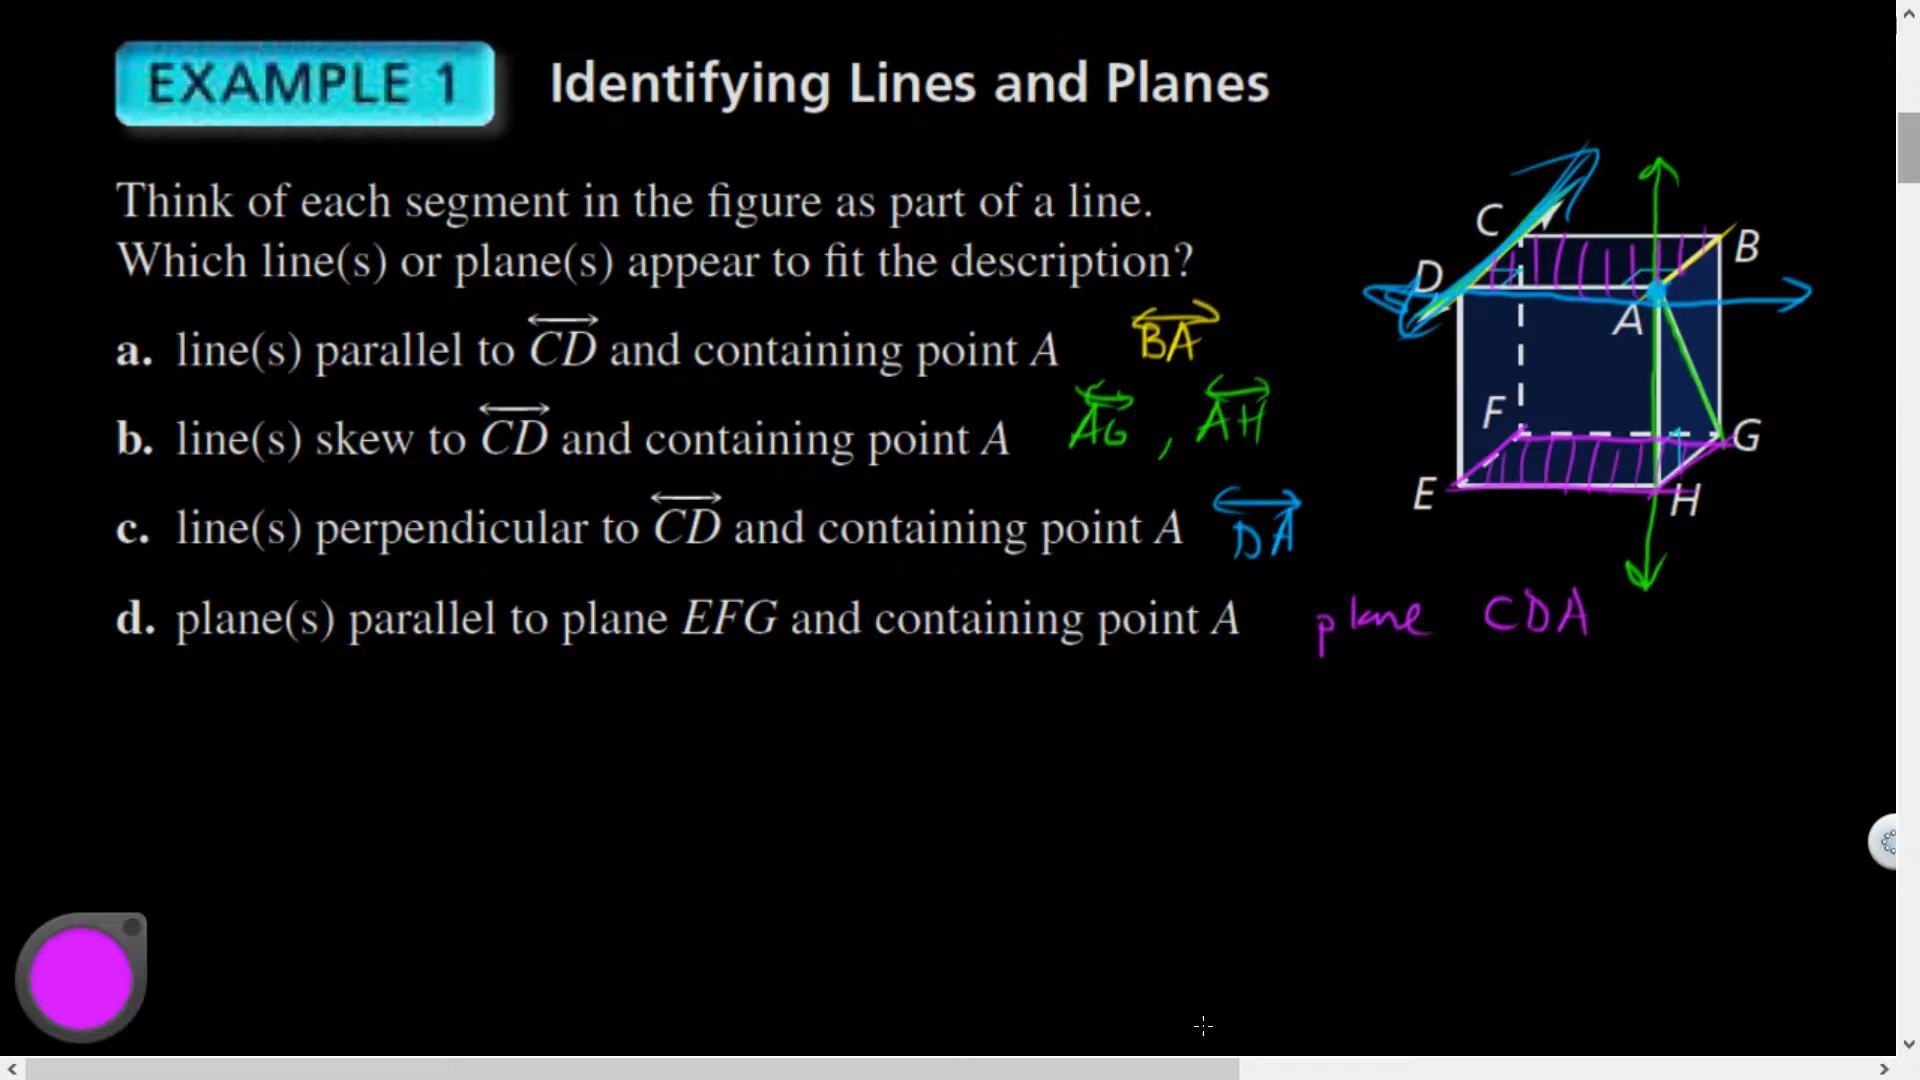 EXAMPLE 1 Identifying Lines and Planes
Think of each segment in the figure as part of a line.
Which line(s) or plane(s) appear to fit the description?
a. line(s) parallel to CD and containing point A BA
b. line(s) skew to CD and containing point A AG , AH
c. line(s) perpendicular to CD and containing point A DA
d. plane(s) parallel to plane EFG and containing point A plane CDA
C
B
D
A
F
G
E
H